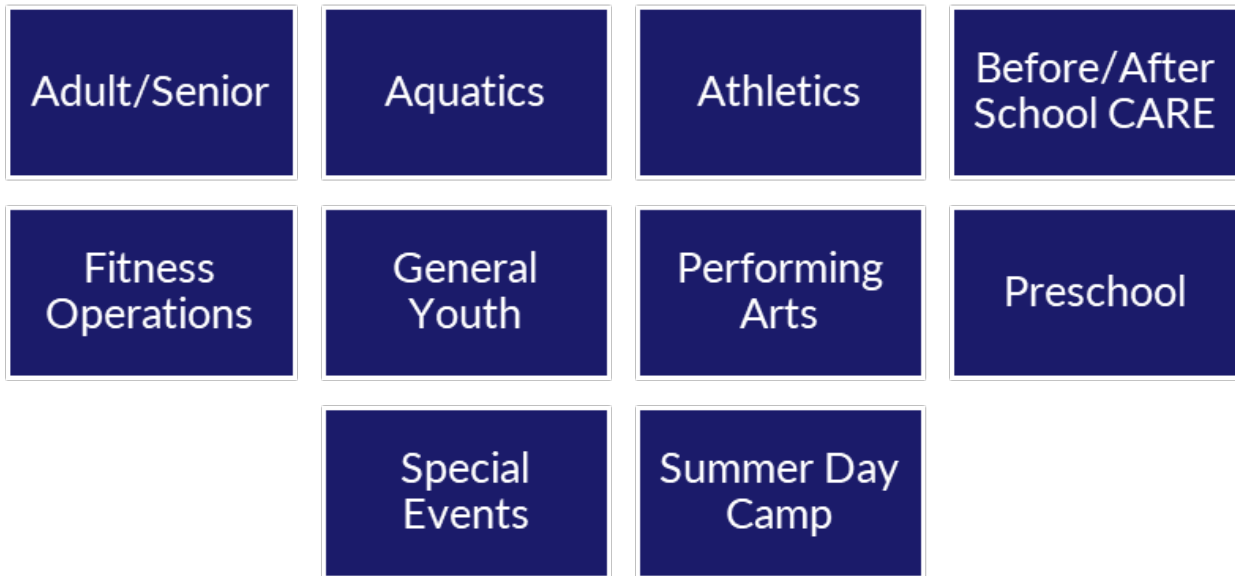 Adult/Senior
Aquatics
Athletics
Before/After
School CARE
Fitness
Operations
General
Youth
Performing
Arts
Preschool
Special
Events
Summer Day
Camp